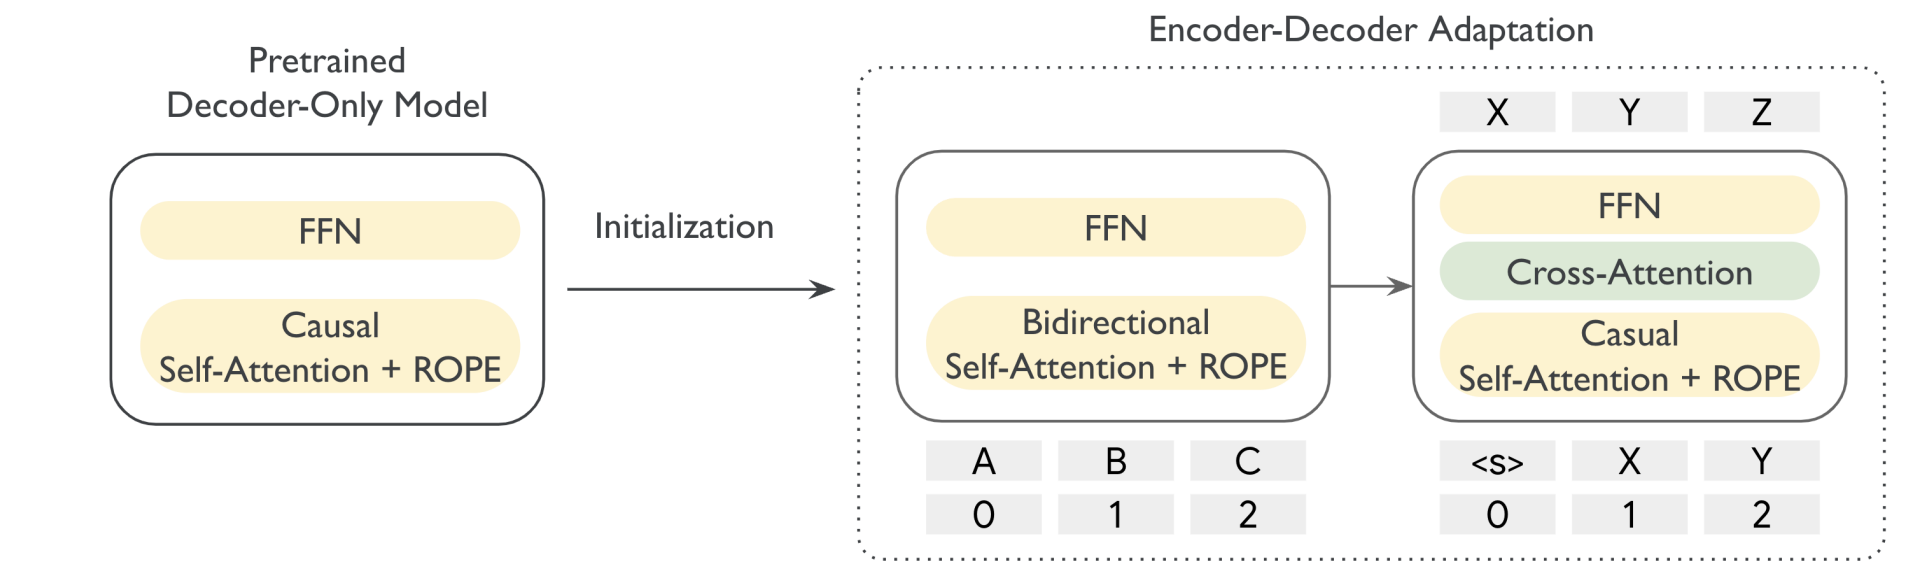 Pretrained
Decoder-Only Model
FFN
Causal
Self-Attention + ROPE
Initialization
Encoder-Decoder Adaptation
FFN
Bidirectional
Self-Attention + ROPE
A B C
0 1 2
X Y Z
FFN
Cross-Attention
Casual
Self-Attention + ROPE
<s> X Y
0 1 2